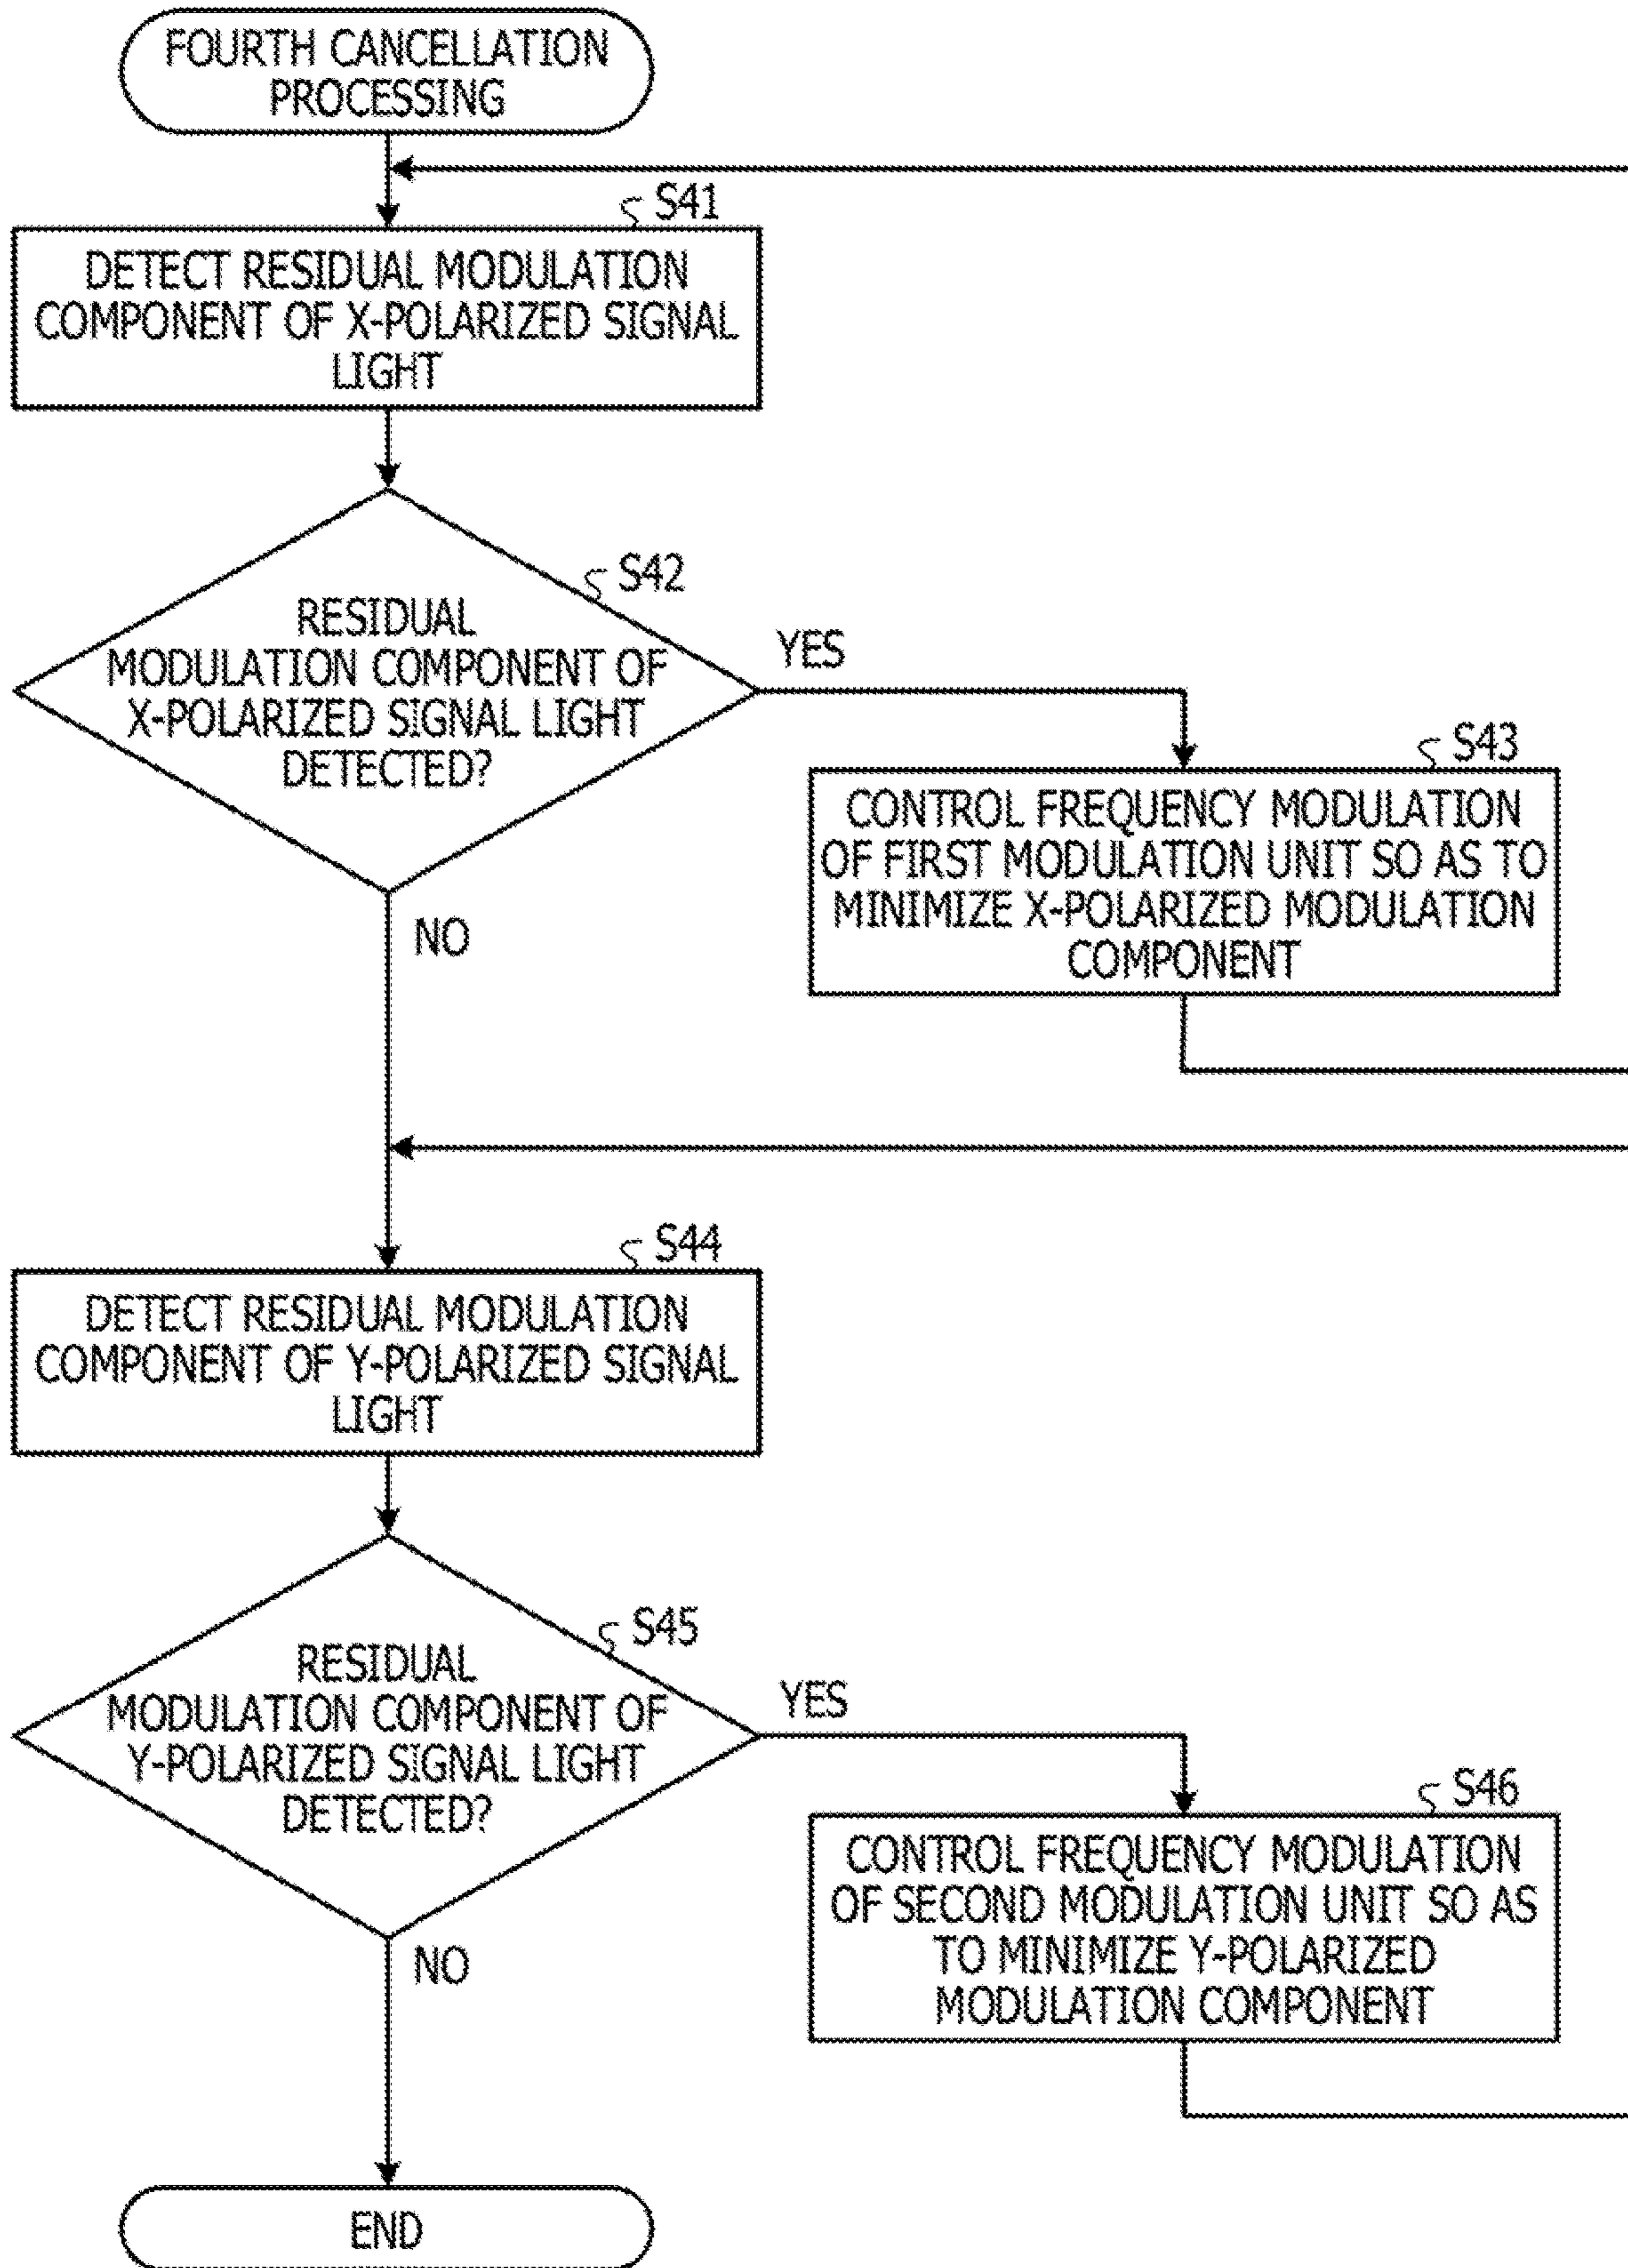 FOURTH CANCELLATION
PROCESSING
S41
DETECT RESIDUAL MODULATION
COMPONENT OF X-POLARIZED SIGNAL
LIGHT
S42
RESIDUAL
MODULATION COMPONENT OF
X-POLARIZED SIGNAL LIGHT
DETECTED?
YES
S43
CONTROL FREQUENCY MODULATION
OF FIRST MODULATION UNIT SO AS TO
MINIMIZE X-POLARIZED MODULATION
COMPONENT
NO
S44
DETECT RESIDUAL MODULATION
COMPONENT OF Y-POLARIZED SIGNAL
LIGHT
S45
RESIDUAL
MODULATION COMPONENT OF
Y-POLARIZED SIGNAL LIGHT
DETECTED?
YES
S46
CONTROL FREQUENCY MODULATION
OF SECOND MODULATION UNIT SO AS
TO MINIMIZE Y-POLARIZED
MODULATION COMPONENT
NO
END